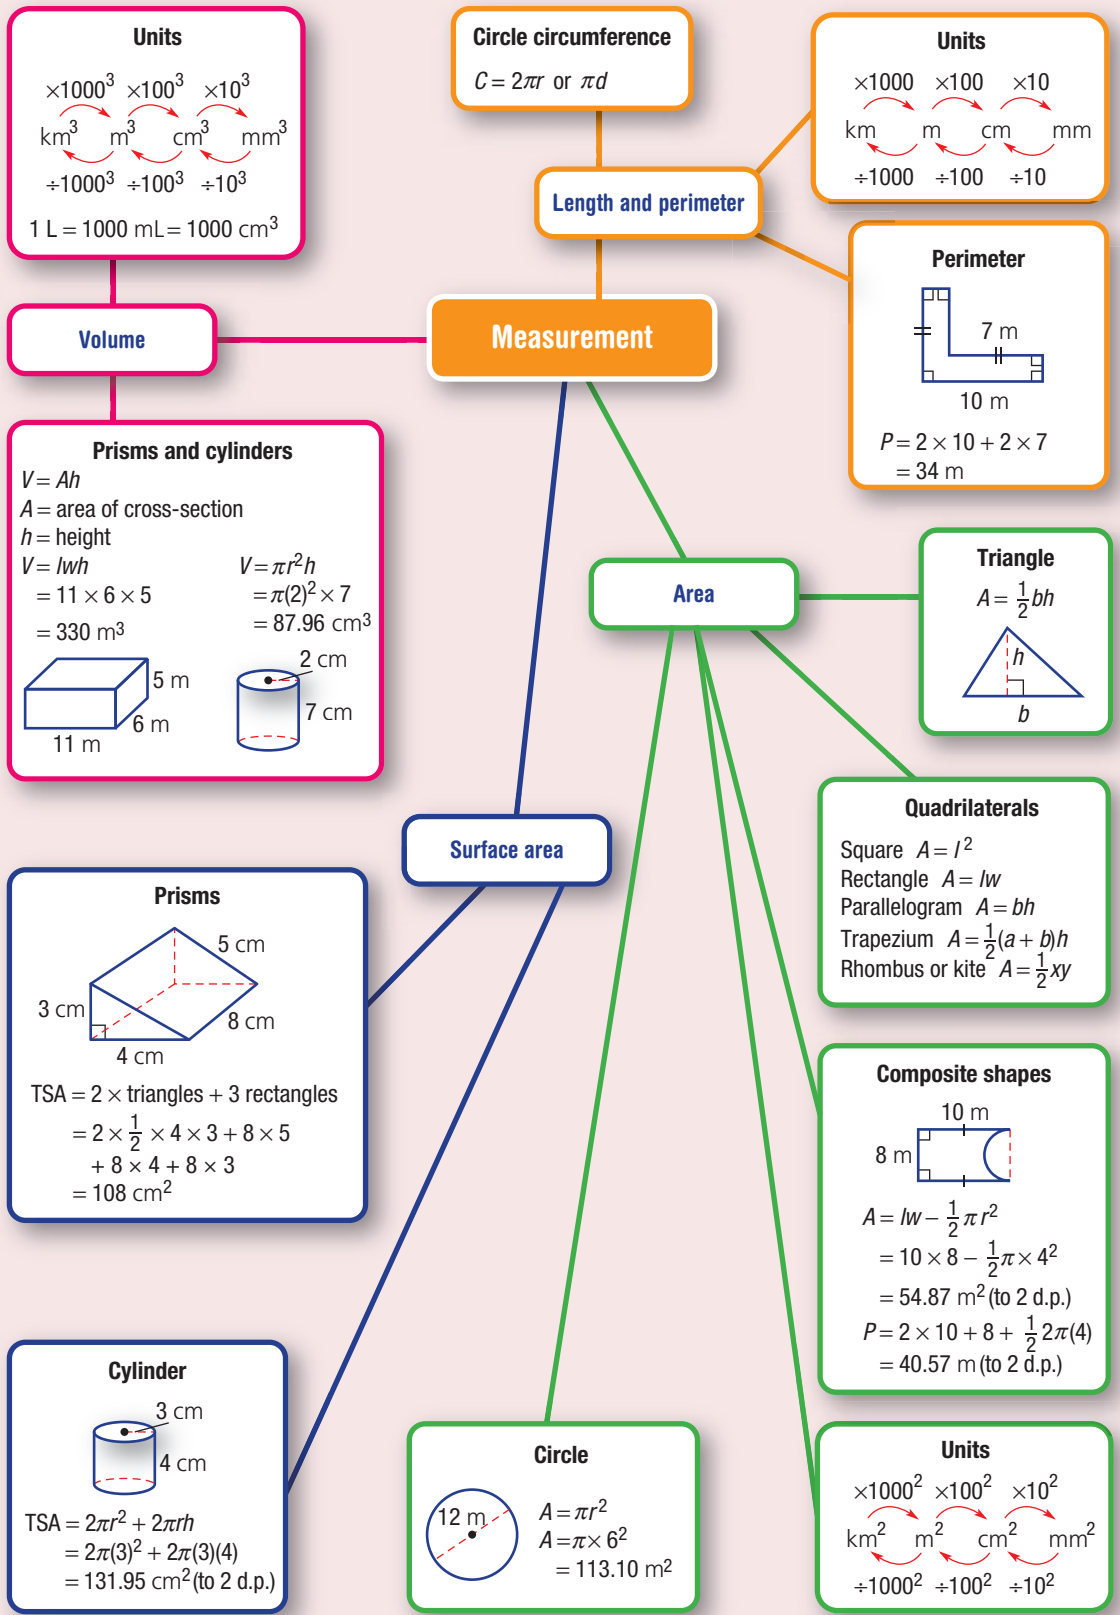 Units
×1000³ ×100³ ×10³
km³ m³ cm³ mm³
÷1000³ ÷100³ ÷10³
1 L = 1000 mL = 1000 cm³
Circle circumference
C = 2πr or πd
Units
×1000 ×100 ×10
km m cm mm
÷1000 ÷100 ÷10
Length and perimeter
Perimeter
7 m
10 m
P = 2 × 10 + 2 × 7
= 34 m
Volume
Measurement
Prisms and cylinders
V = Ah
A = area of cross-section
h = height
V = lwh
= 11 × 6 × 5
= 330 m³
5 m
6 m
11 m
V = πr²h
= π(2)² × 7
= 87.96 cm³
2 cm
7 cm
Area
Triangle
A = ½bh
h
b
Quadrilaterals
Square A = l²
Rectangle A = lw
Parallelogram A = bh
Trapezium A = ½(a + b)h
Rhombus or kite A = ½xy
Surface area
Prisms
5 cm
3 cm
8 cm
4 cm
TSA = 2 × triangles + 3 rectangles
= 2 × ½ × 4 × 3 + 8 × 5
+ 8 × 4 + 8 × 3
= 108 cm²
Composite shapes
10 m
8 m
A = lw − ½πr²
= 10 × 8 − ½π × 4²
= 54.87 m² (to 2 d.p.)
P = 2 × 10 + 8 + ½2π(4)
= 40.57 m (to 2 d.p.)
Cylinder
3 cm
4 cm
TSA = 2πr² + 2πrh
= 2π(3)² + 2π(3)(4)
= 131.95 cm² (to 2 d.p.)
Circle
12 m
A = πr²
A = π × 6²
= 113.10 m²
Units
×1000² ×100² ×10²
km² m² cm² mm²
÷1000² ÷100² ÷10²